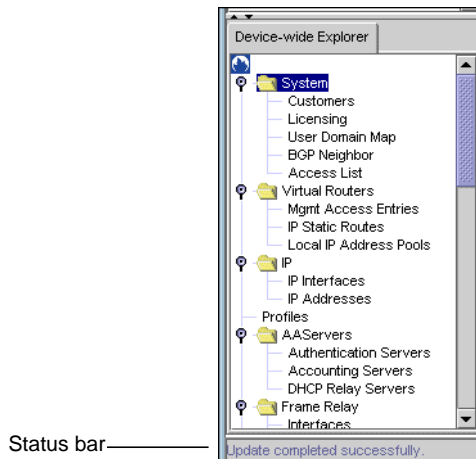 Device-wide Explorer
System
Customers
Licensing
User Domain Map
BGP Neighbor
Access List
Virtual Routers
Mgmt Access Entries
IP Static Routes
Local IP Address Pools
IP
IP Interfaces
IP Addresses
Profiles
AAServers
Authentication Servers
Accounting Servers
DHCP Relay Servers
Frame Relay
Interfaces
Status bar
Update completed successfully.